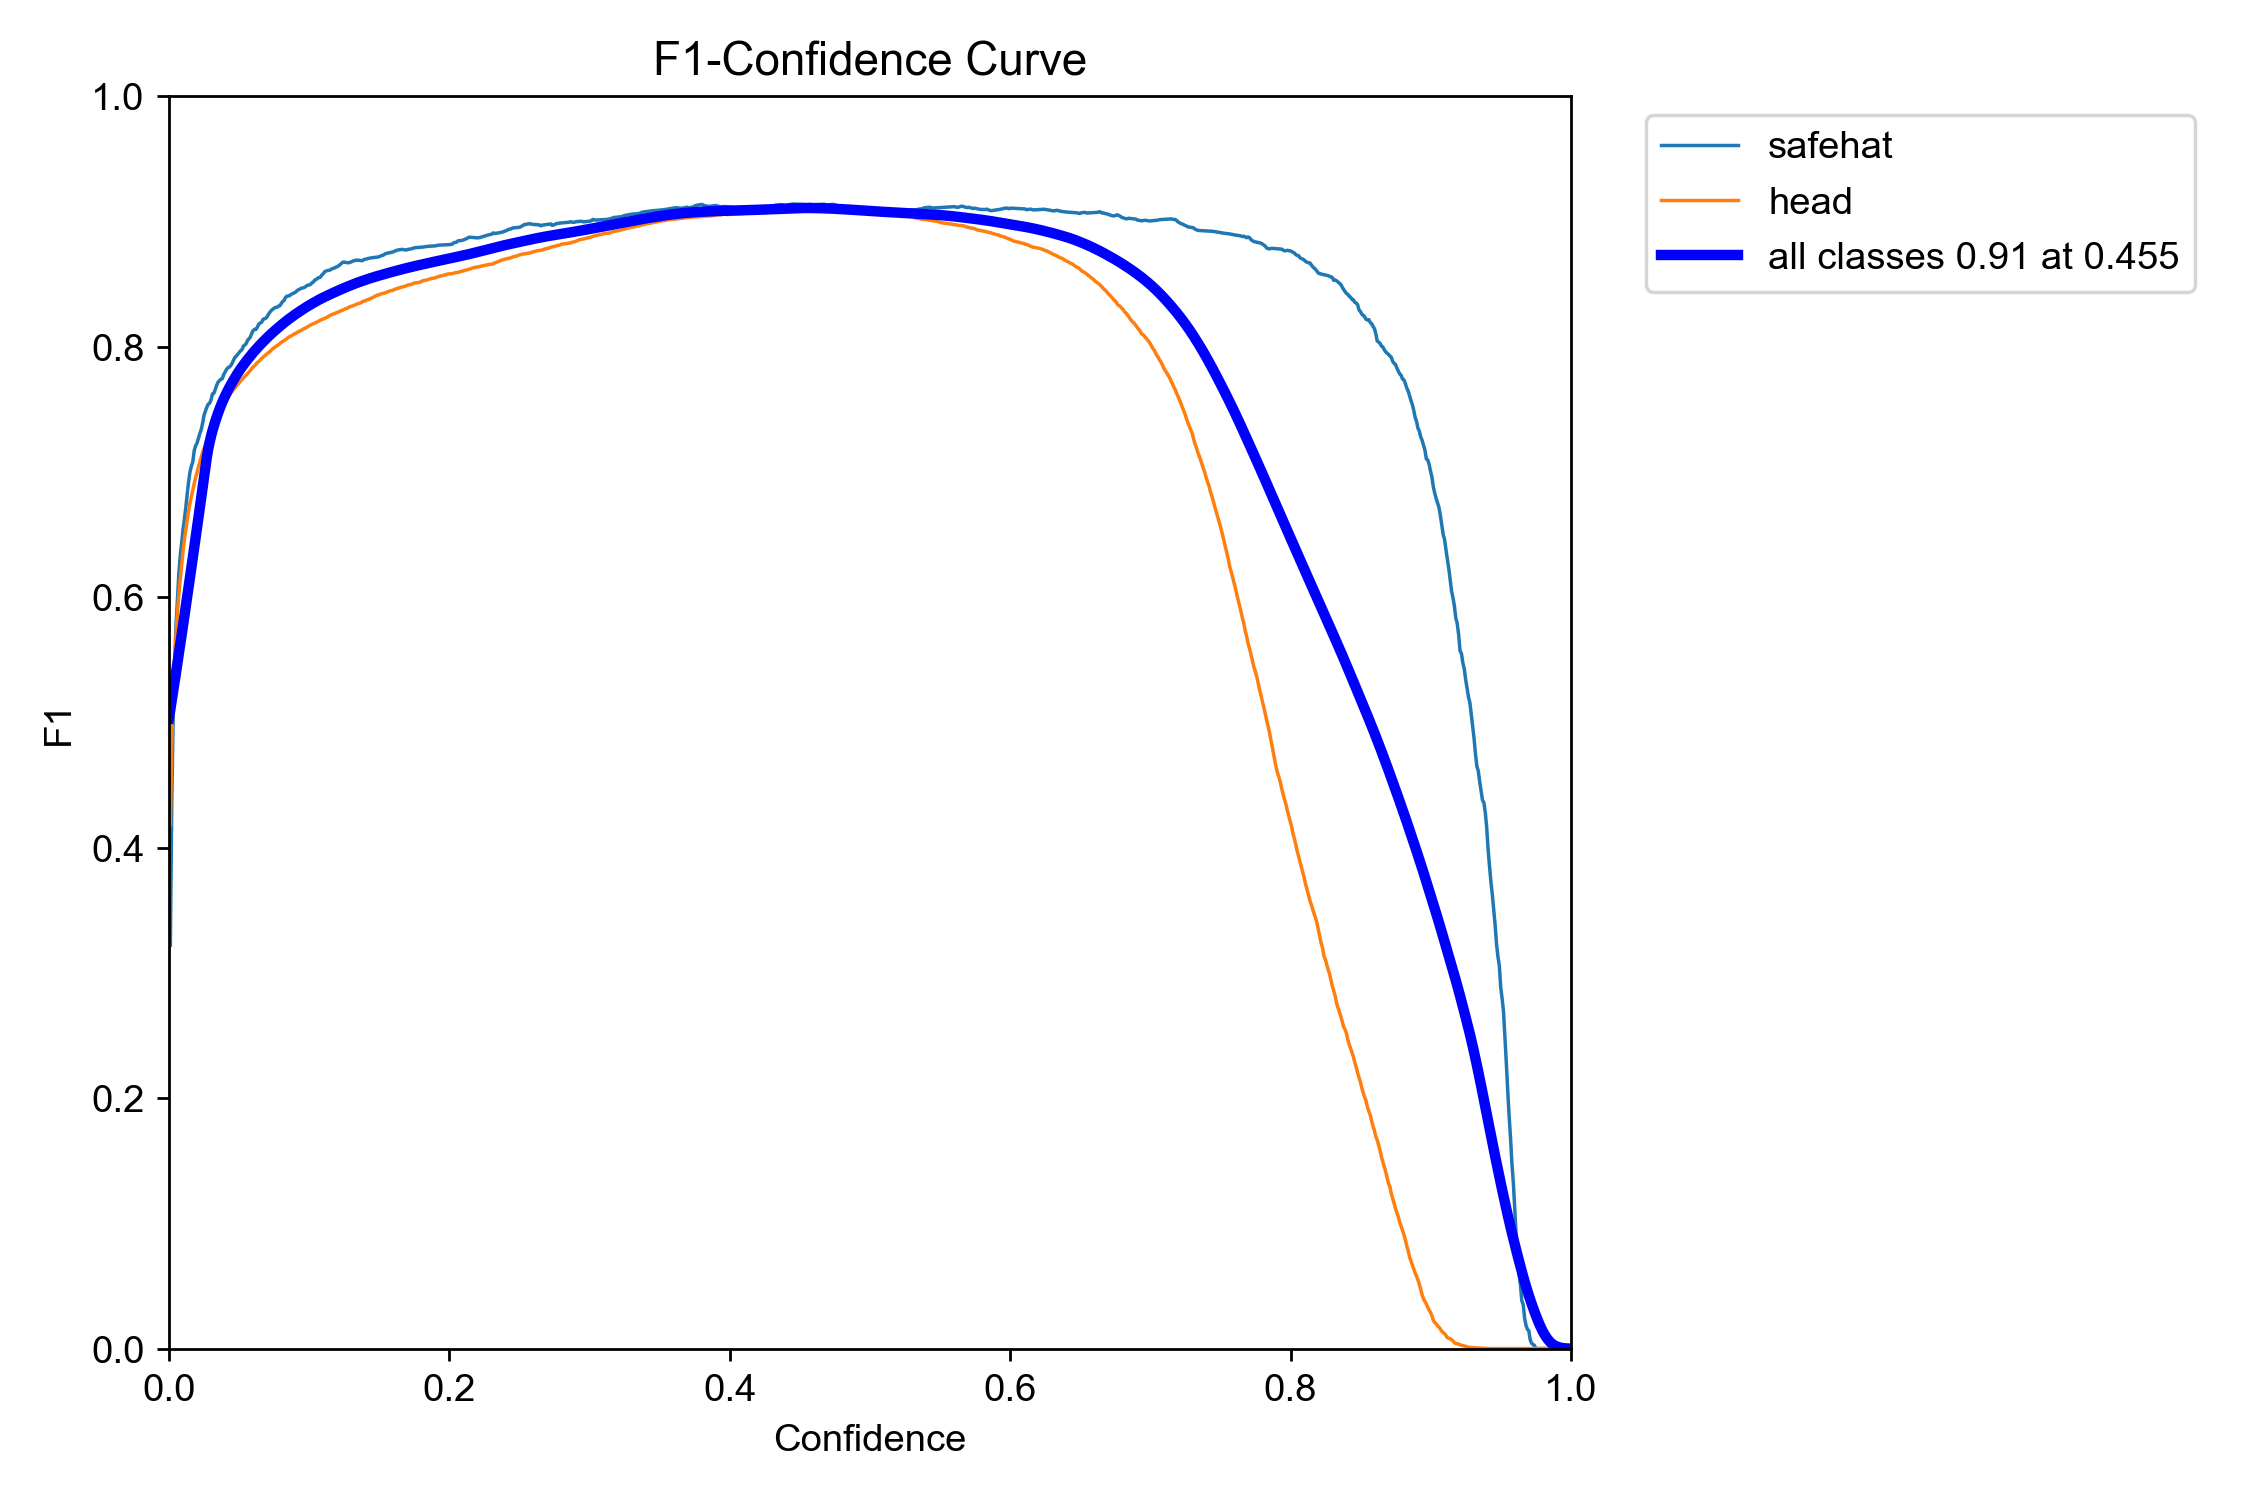 F1-Confidence Curve
1.0
0.8
0.6
0.4
0.2
0.0
F1
0.0 0.2 0.4 0.6 0.8 1.0
Confidence
safehat
head
all classes 0.91 at 0.455